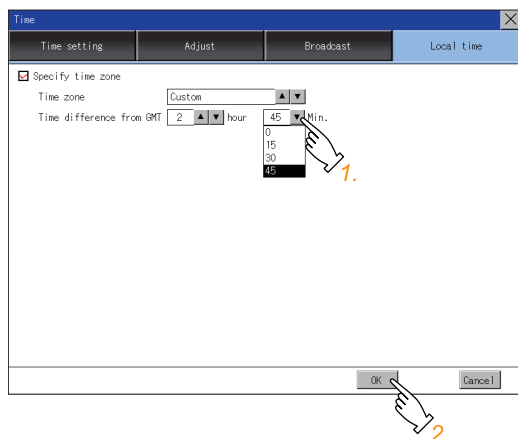 Time
Time setting Adjust Broadcast Local time
Specify time zone
Time zone Custom
Time difference from GMT 2 hour 45 Min.
0
15
30
45
1.
OK Cancel
2